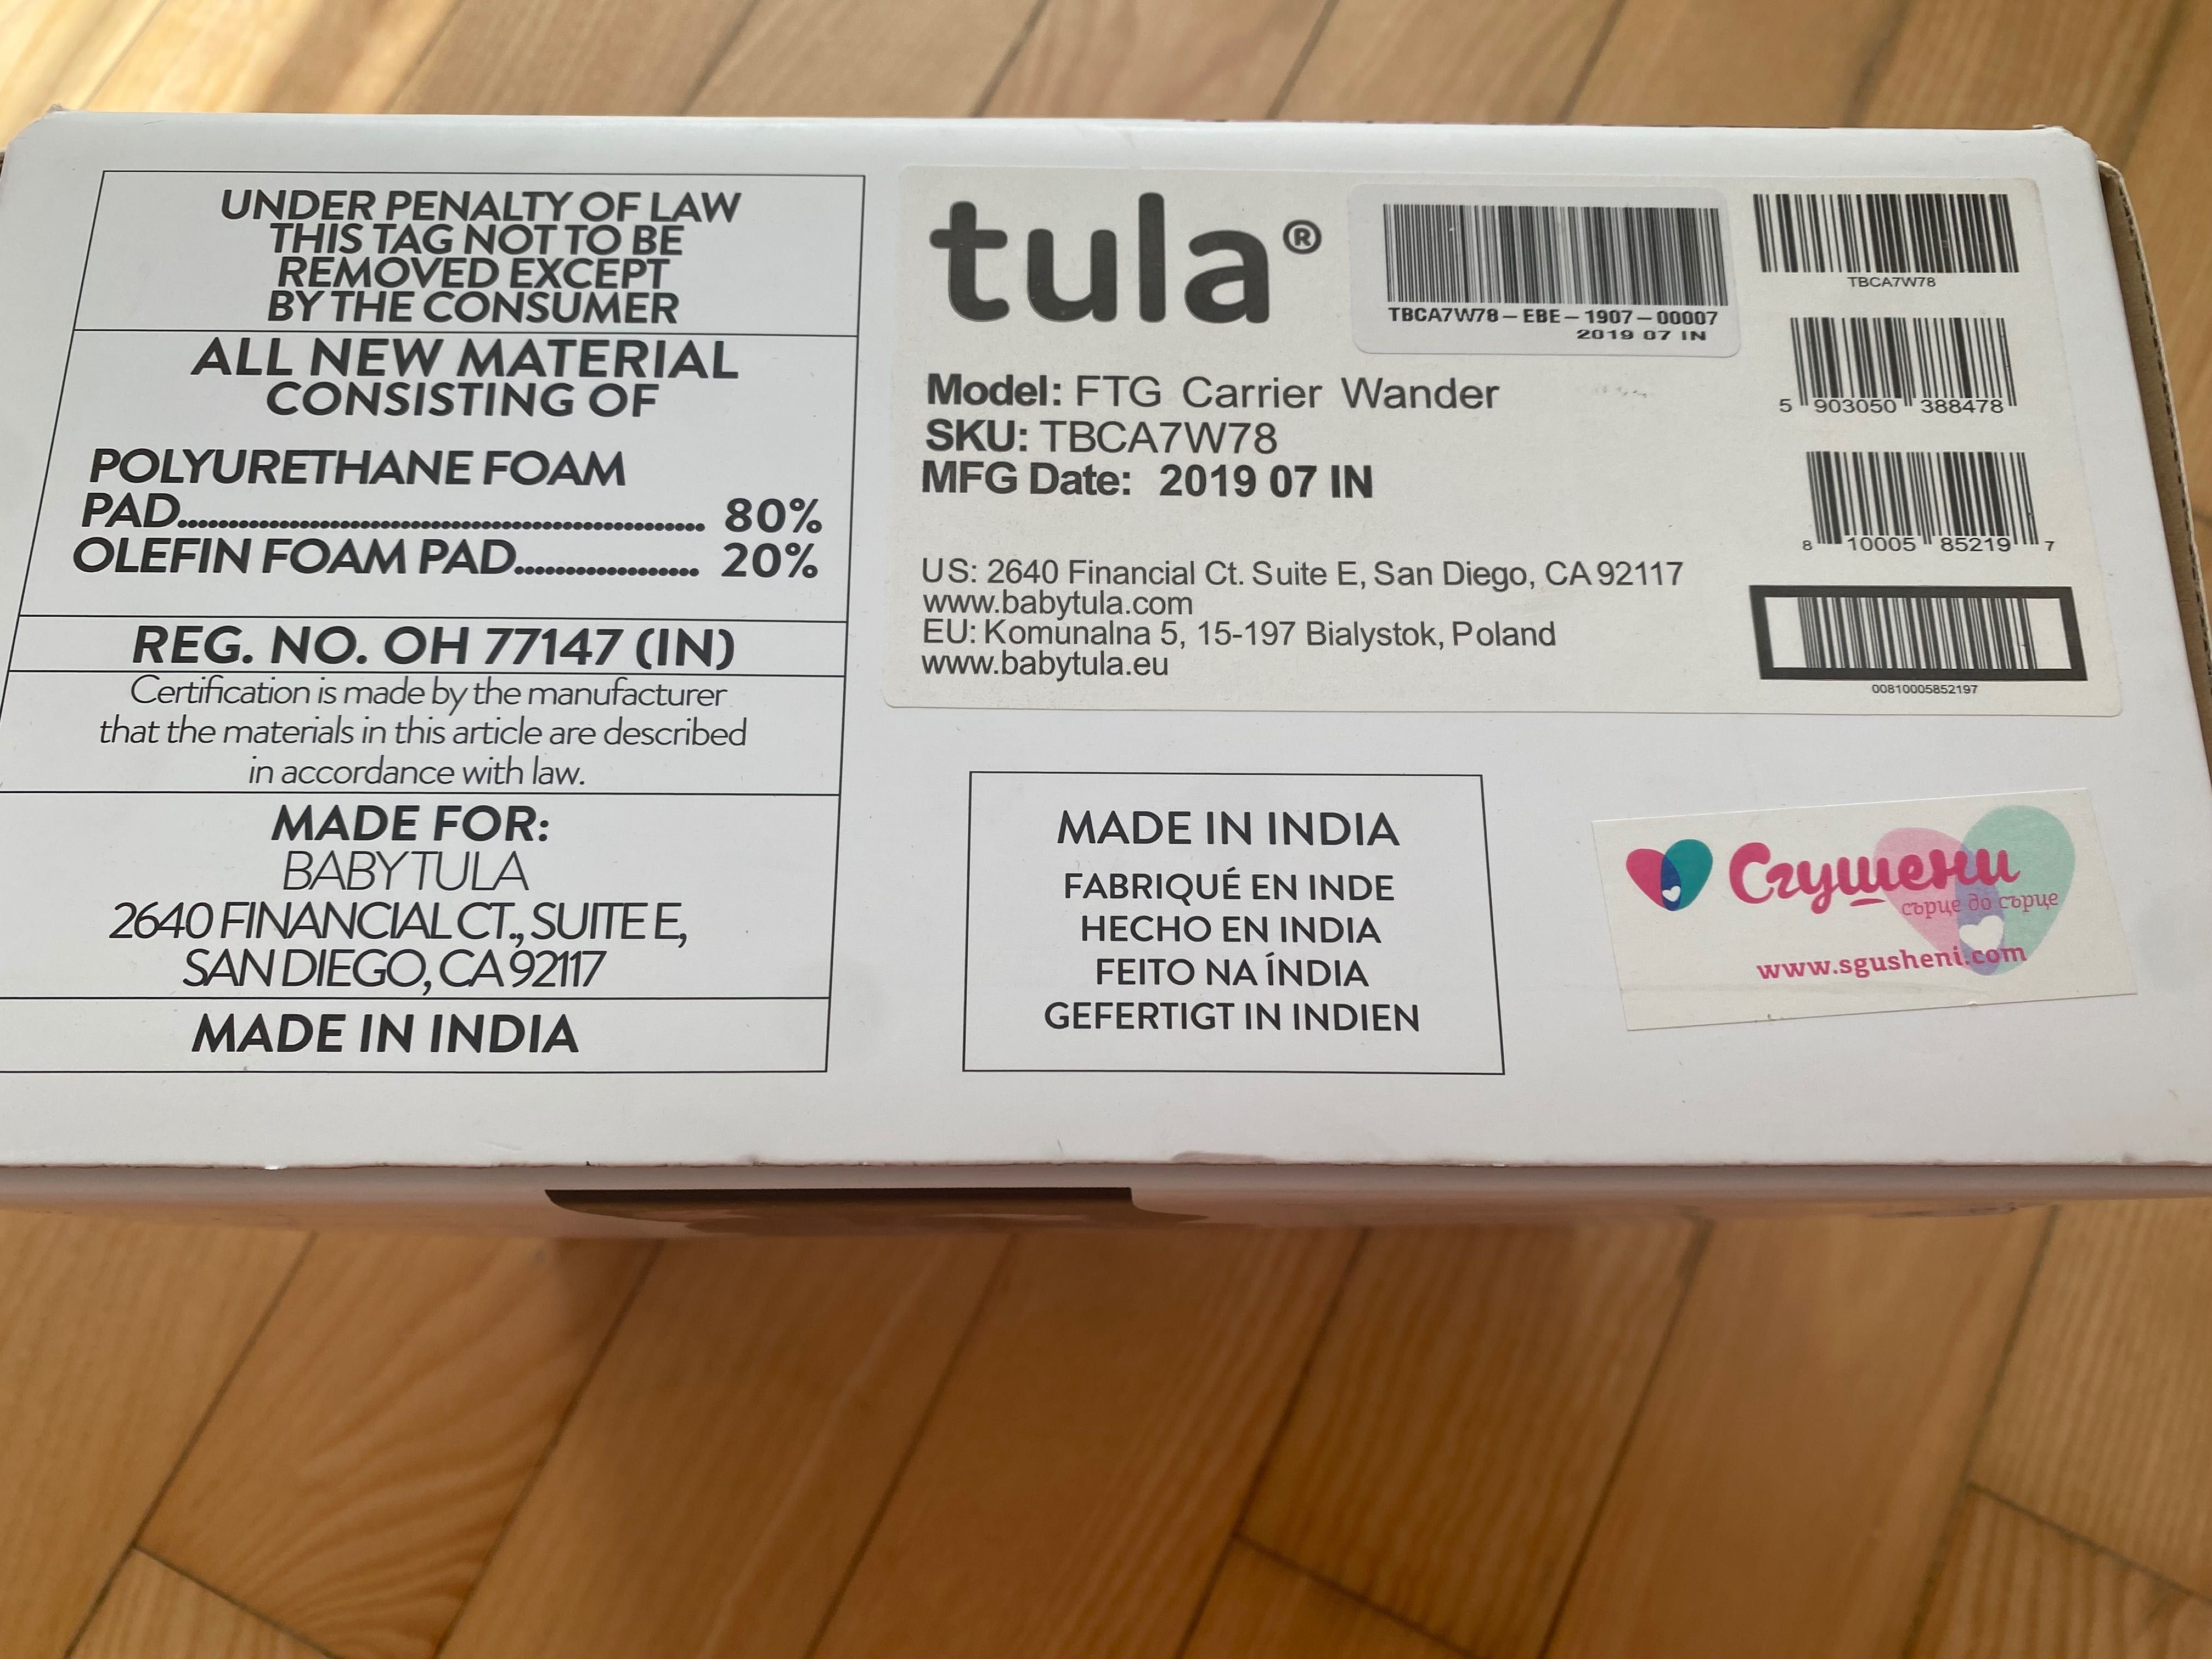 UNDER PENALTY OF LAW
THIS TAG NOT TO BE
REMOVED EXCEPT
BY THE CONSUMER
ALL NEW MATERIAL
CONSISTING OF
POLYURETHANE FOAM
PAD.................................................... 80%
OLEFIN FOAM PAD.................. 20%
REG. NO. OH 77147 (IN)
Certification is made by the manufacturer
that the materials in this article are described
in accordance with law.
MADE FOR:
BABY TULA
2640 FINANCIAL CT., SUITE E,
SAN DIEGO, CA 92117
MADE IN INDIA
tula®
TBCA7W78-EBE-1907-00007
2019 07 IN
Model: FTG Carrier Wander
SKU: TBCA7W78
MFG Date: 2019 07 IN
US: 2640 Financial Ct. Suite E, San Diego, CA 92117
www.babytula.com
EU: Komunalna 5, 15-197 Bialystok, Poland
www.babytula.eu
TBCA7W78
5 903050 388478
8 10005 85219 7
00810005852197
MADE IN INDIA
FABRIQUÉ EN INDE
HECHO EN INDIA
FEITO NA ÍNDIA
GEFERTIGT IN INDIEN
Сгушени
сърце до сърце
www.sgusheni.com